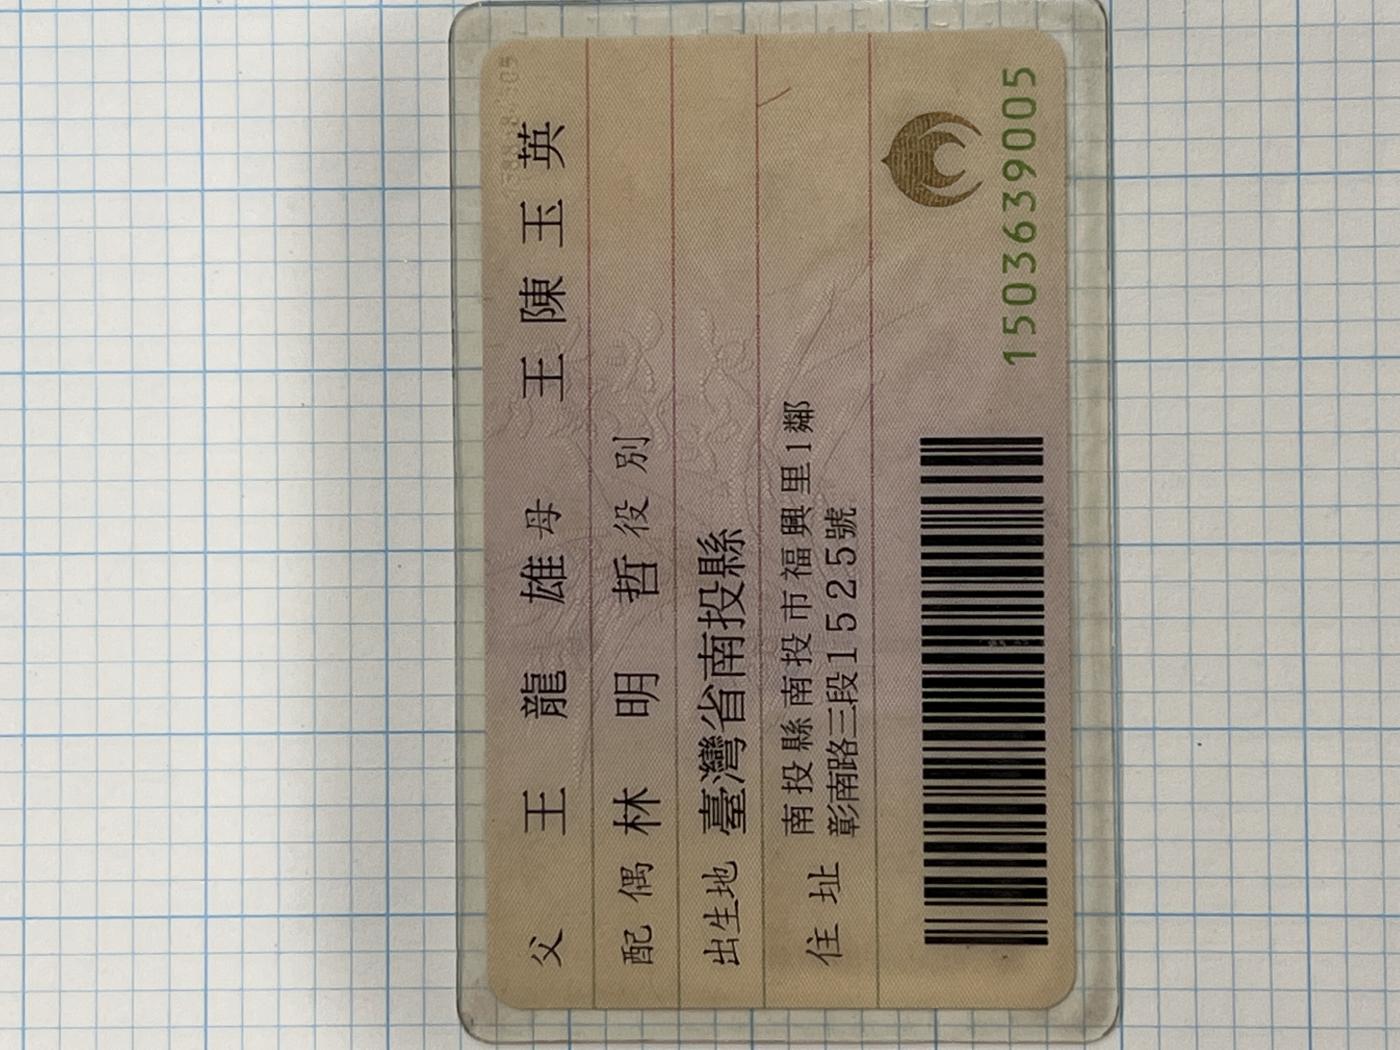 父 王龍雄 母 王陳玉英
配偶 林明哲 役別
出生地 臺灣省南投縣
住址 南投縣南投市福興里1鄰
彰南路三段1525號
1503639005